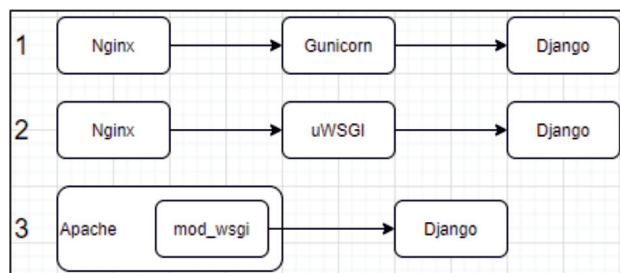 1 Nginx Gunicorn Django
2 Nginx uWSGI Django
3 Apache mod_wsgi Django